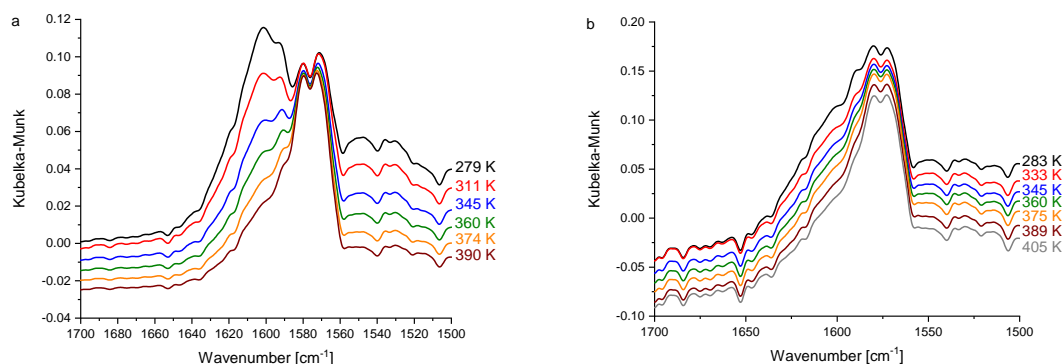 a
Kubelka-Munk
0.12
0.10
0.08
0.06
0.04
0.02
0.00
-0.02
-0.04
1700 1680 1660 1640 1620 1600 1580 1560 1540 1520 1500
Wavenumber [cm-1]
279 K
311 K
345 K
360 K
374 K
390 K
b
Kubelka-Munk
0.20
0.15
0.10
0.05
0.00
-0.05
-0.10
1700 1650 1600 1550 1500
Wavenumber [cm-1]
283 K
333 K
345 K
360 K
375 K
389 K
405 K